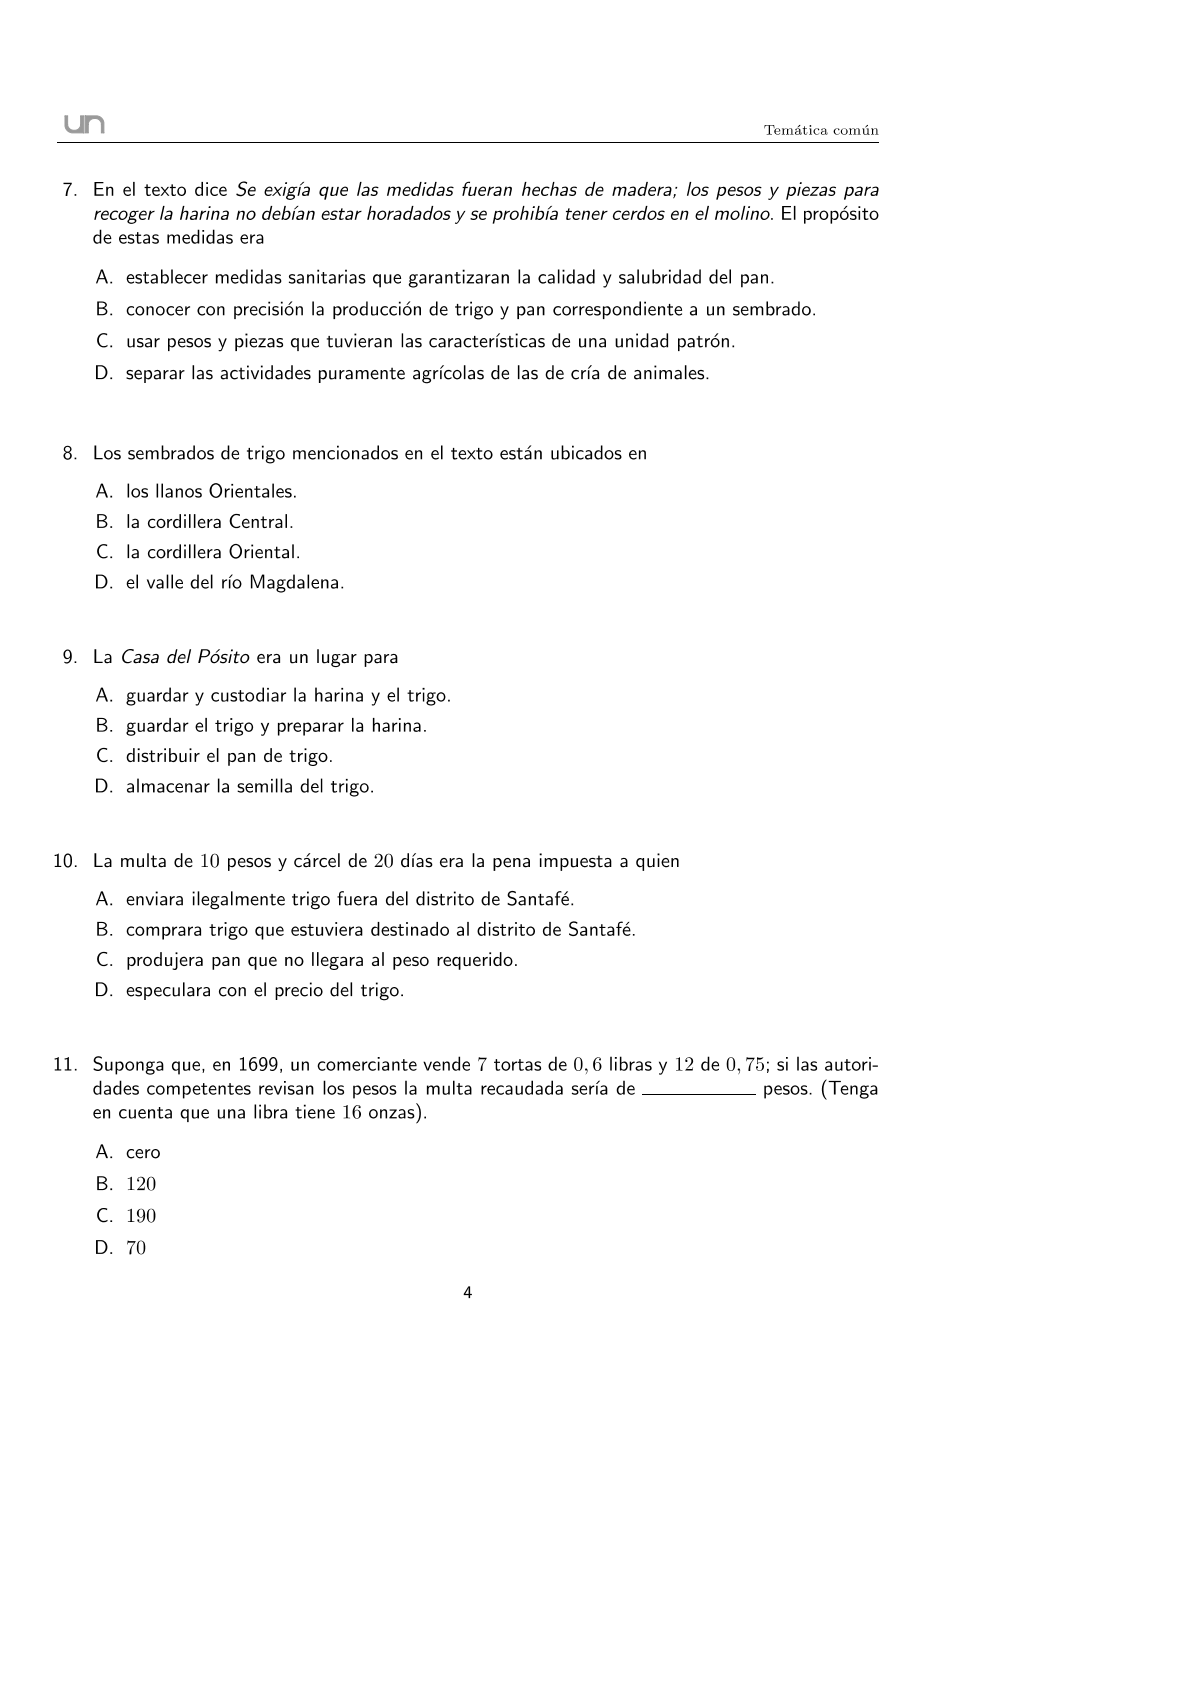 un
Temática común
7. En el texto dice Se exigía que las medidas fueran hechas de madera; los pesos y piezas para
recoger la harina no debían estar horadados y se prohibía tener cerdos en el molino. El propósito
de estas medidas era
A. establecer medidas sanitarias que garantizaran la calidad y salubridad del pan.
B. conocer con precisión la producción de trigo y pan correspondiente a un sembrado.
C. usar pesos y piezas que tuvieran las características de una unidad patrón.
D. separar las actividades puramente agrícolas de las de cría de animales.
8. Los sembrados de trigo mencionados en el texto están ubicados en
A. los llanos Orientales.
B. la cordillera Central.
C. la cordillera Oriental.
D. el valle del río Magdalena.
9. La Casa del Pósito era un lugar para
A. guardar y custodiar la harina y el trigo.
B. guardar el trigo y preparar la harina.
C. distribuir el pan de trigo.
D. almacenar la semilla del trigo.
10. La multa de 10 pesos y cárcel de 20 días era la pena impuesta a quien
A. enviara ilegalmente trigo fuera del distrito de Santafé.
B. comprara trigo que estuviera destinado al distrito de Santafé.
C. produjera pan que no llegara al peso requerido.
D. especulara con el precio del trigo.
11. Suponga que, en 1699, un comerciante vende 7 tortas de 0, 6 libras y 12 de 0, 75; si las autori-
dades competentes revisan los pesos la multa recaudada sería de ___________ pesos. (Tenga
en cuenta que una libra tiene 16 onzas).
A. cero
B. 120
C. 190
D. 70
4